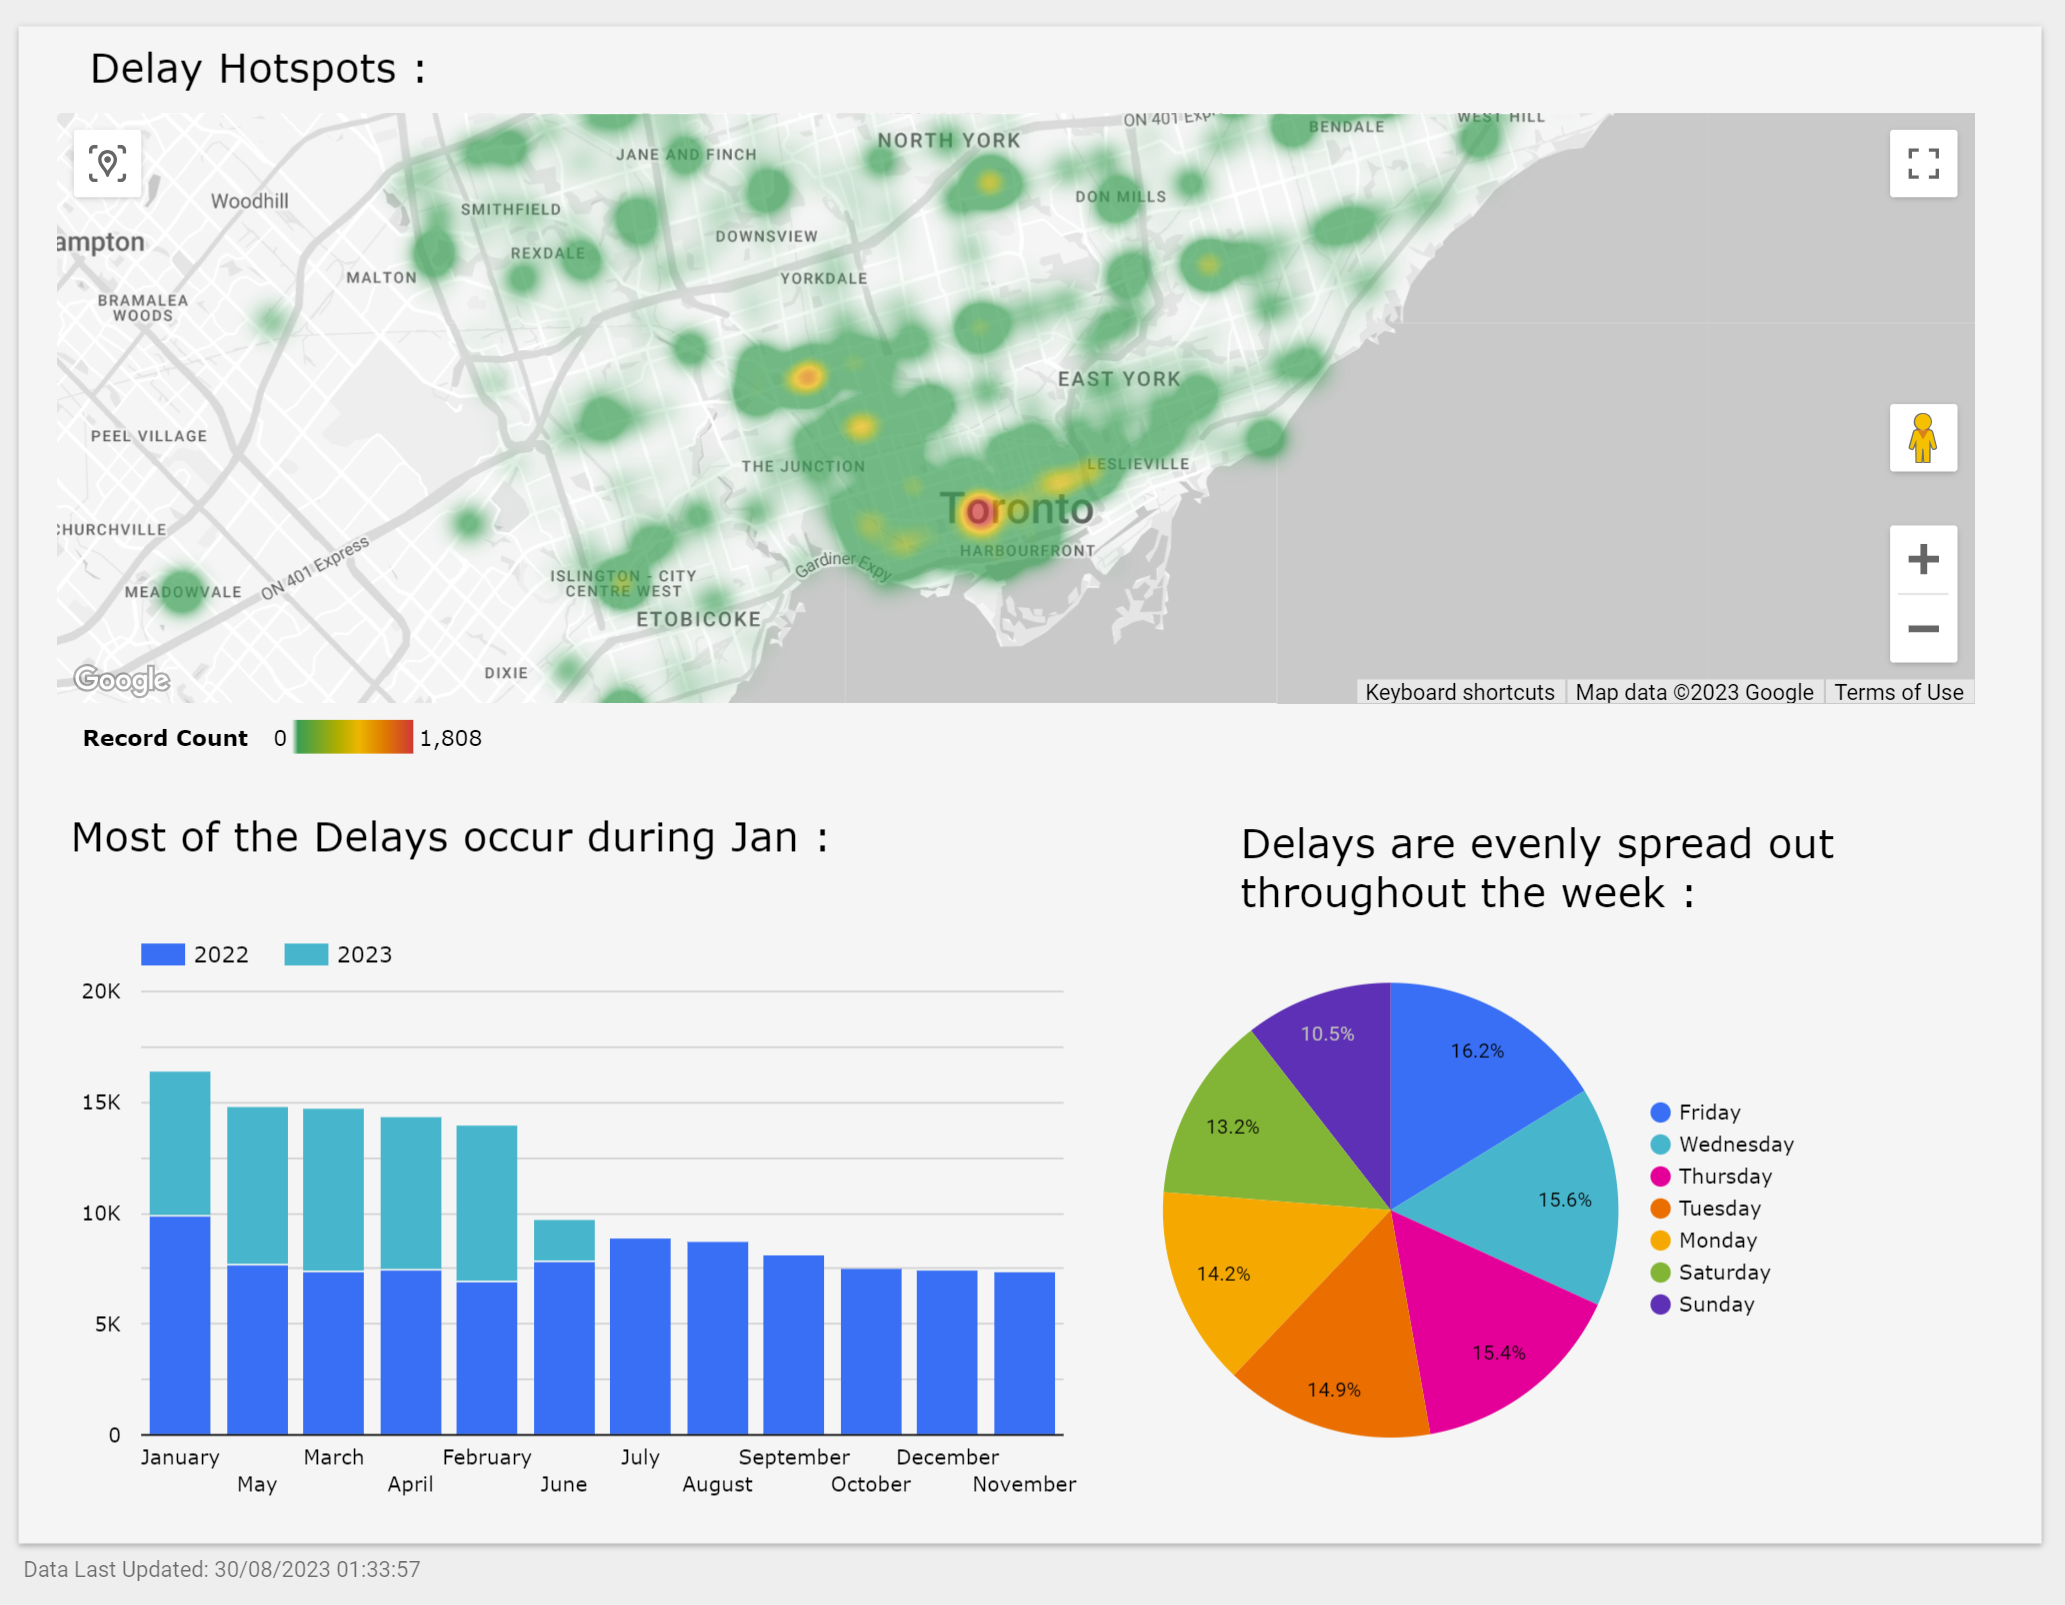 Delay Hotspots :
ON 401 Exp
BENDALE
WEST HILL
NORTH YORK
JANE AND FINCH
Woodhill
DON MILLS
SMITHFIELD
ampton
DOWNSVIEW
REXDALE
MALTON
YORKDALE
BRAMALEA
WOODS
EAST YORK
PEEL VILLAGE
THE JUNCTION
LESLIEVILLE
Toronto
CHURCHVILLE
HARBOURFRONT
ON 401 Express
Gardiner Expy
ISLINGTON - CITY
CENTRE WEST
MEADOWVALE
ETOBICOKE
DIXIE
Google
Keyboard shortcuts
Map data ©2023 Google
Terms of Use
Record Count 0 1,808
Most of the Delays occur during Jan :
2022 2023
20K
15K
10K
5K
0
January
May
March
April
February
June
July
August
September
October
December
November
Delays are evenly spread out
throughout the week :
10.5%
16.2%
13.2%
15.6%
14.2%
15.4%
14.9%
Friday
Wednesday
Thursday
Tuesday
Monday
Saturday
Sunday
Data Last Updated: 30/08/2023 01:33:57